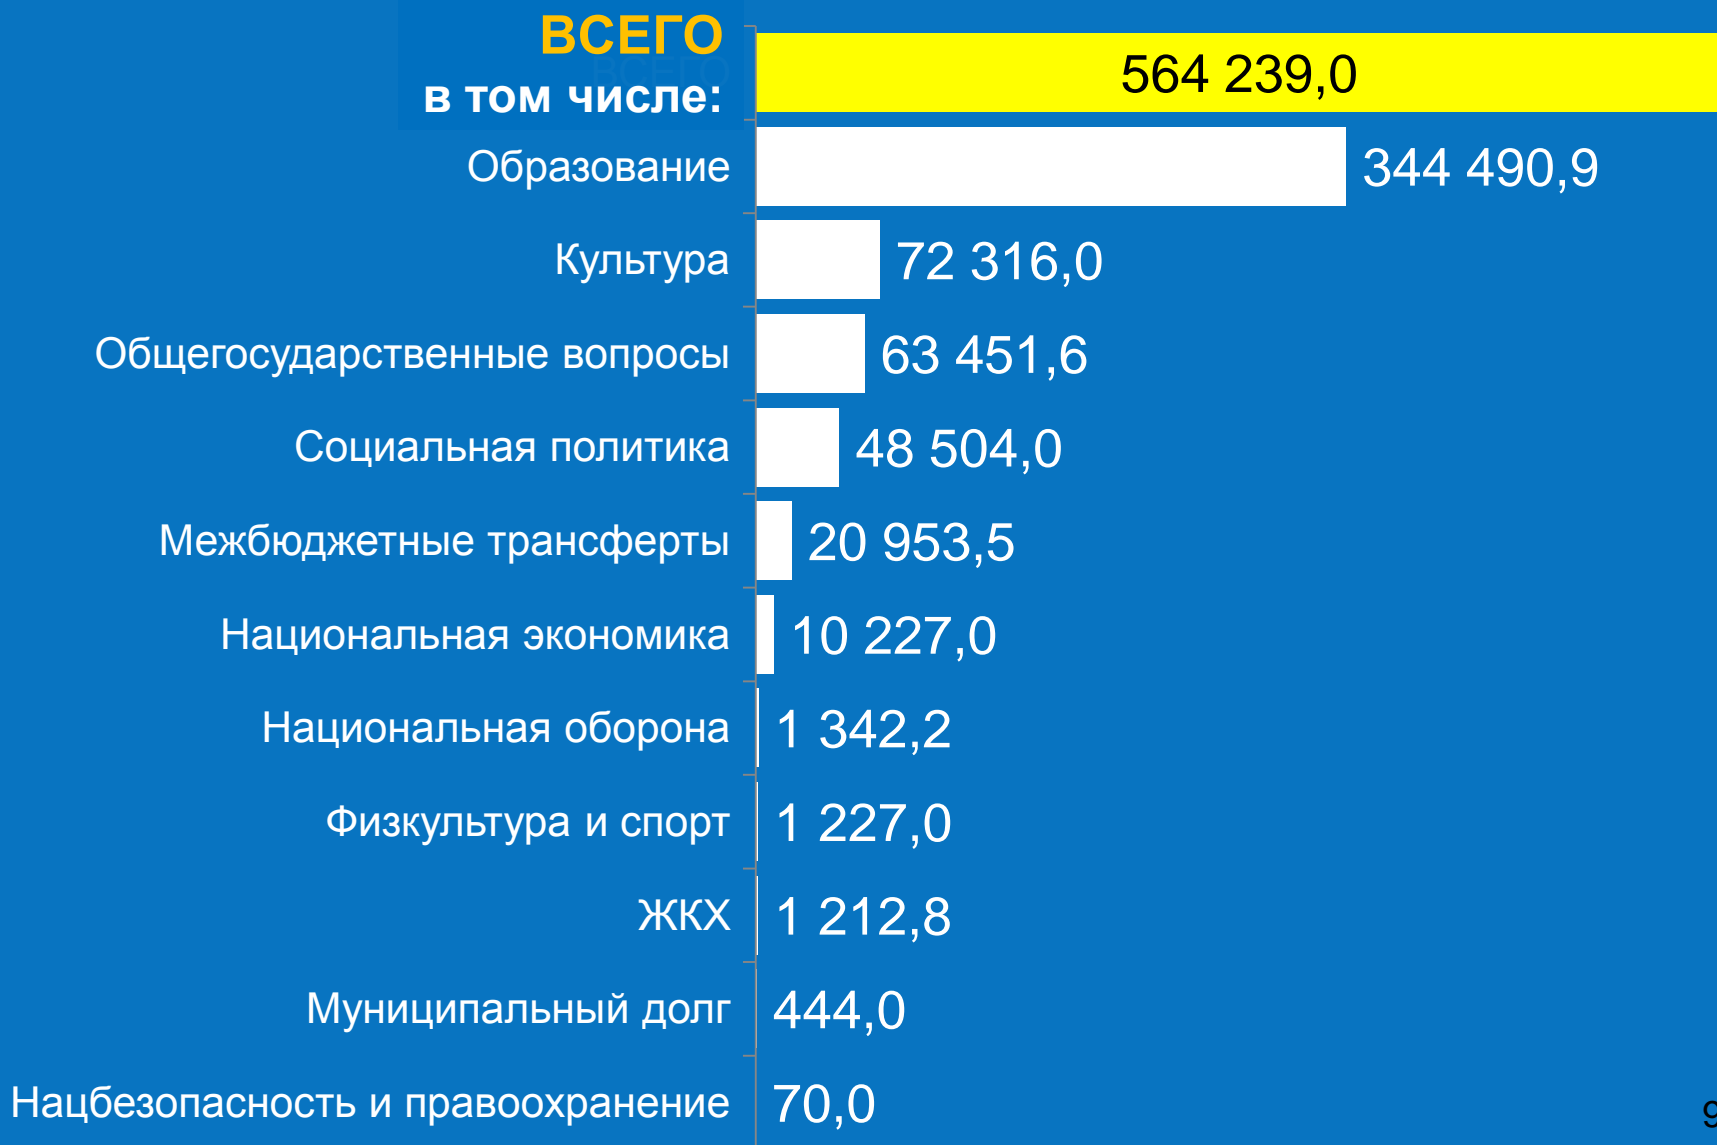 ВСЕГО
в том числе:
564 239,0
Образование
344 490,9
Культура
72 316,0
Общегосударственные вопросы
63 451,6
Социальная политика
48 504,0
Межбюджетные трансферты
20 953,5
Национальная экономика
10 227,0
Национальная оборона
1 342,2
Физкультура и спорт
1 227,0
ЖКХ
1 212,8
Муниципальный долг
444,0
Нацбезопасность и правоохранение
70,0
9